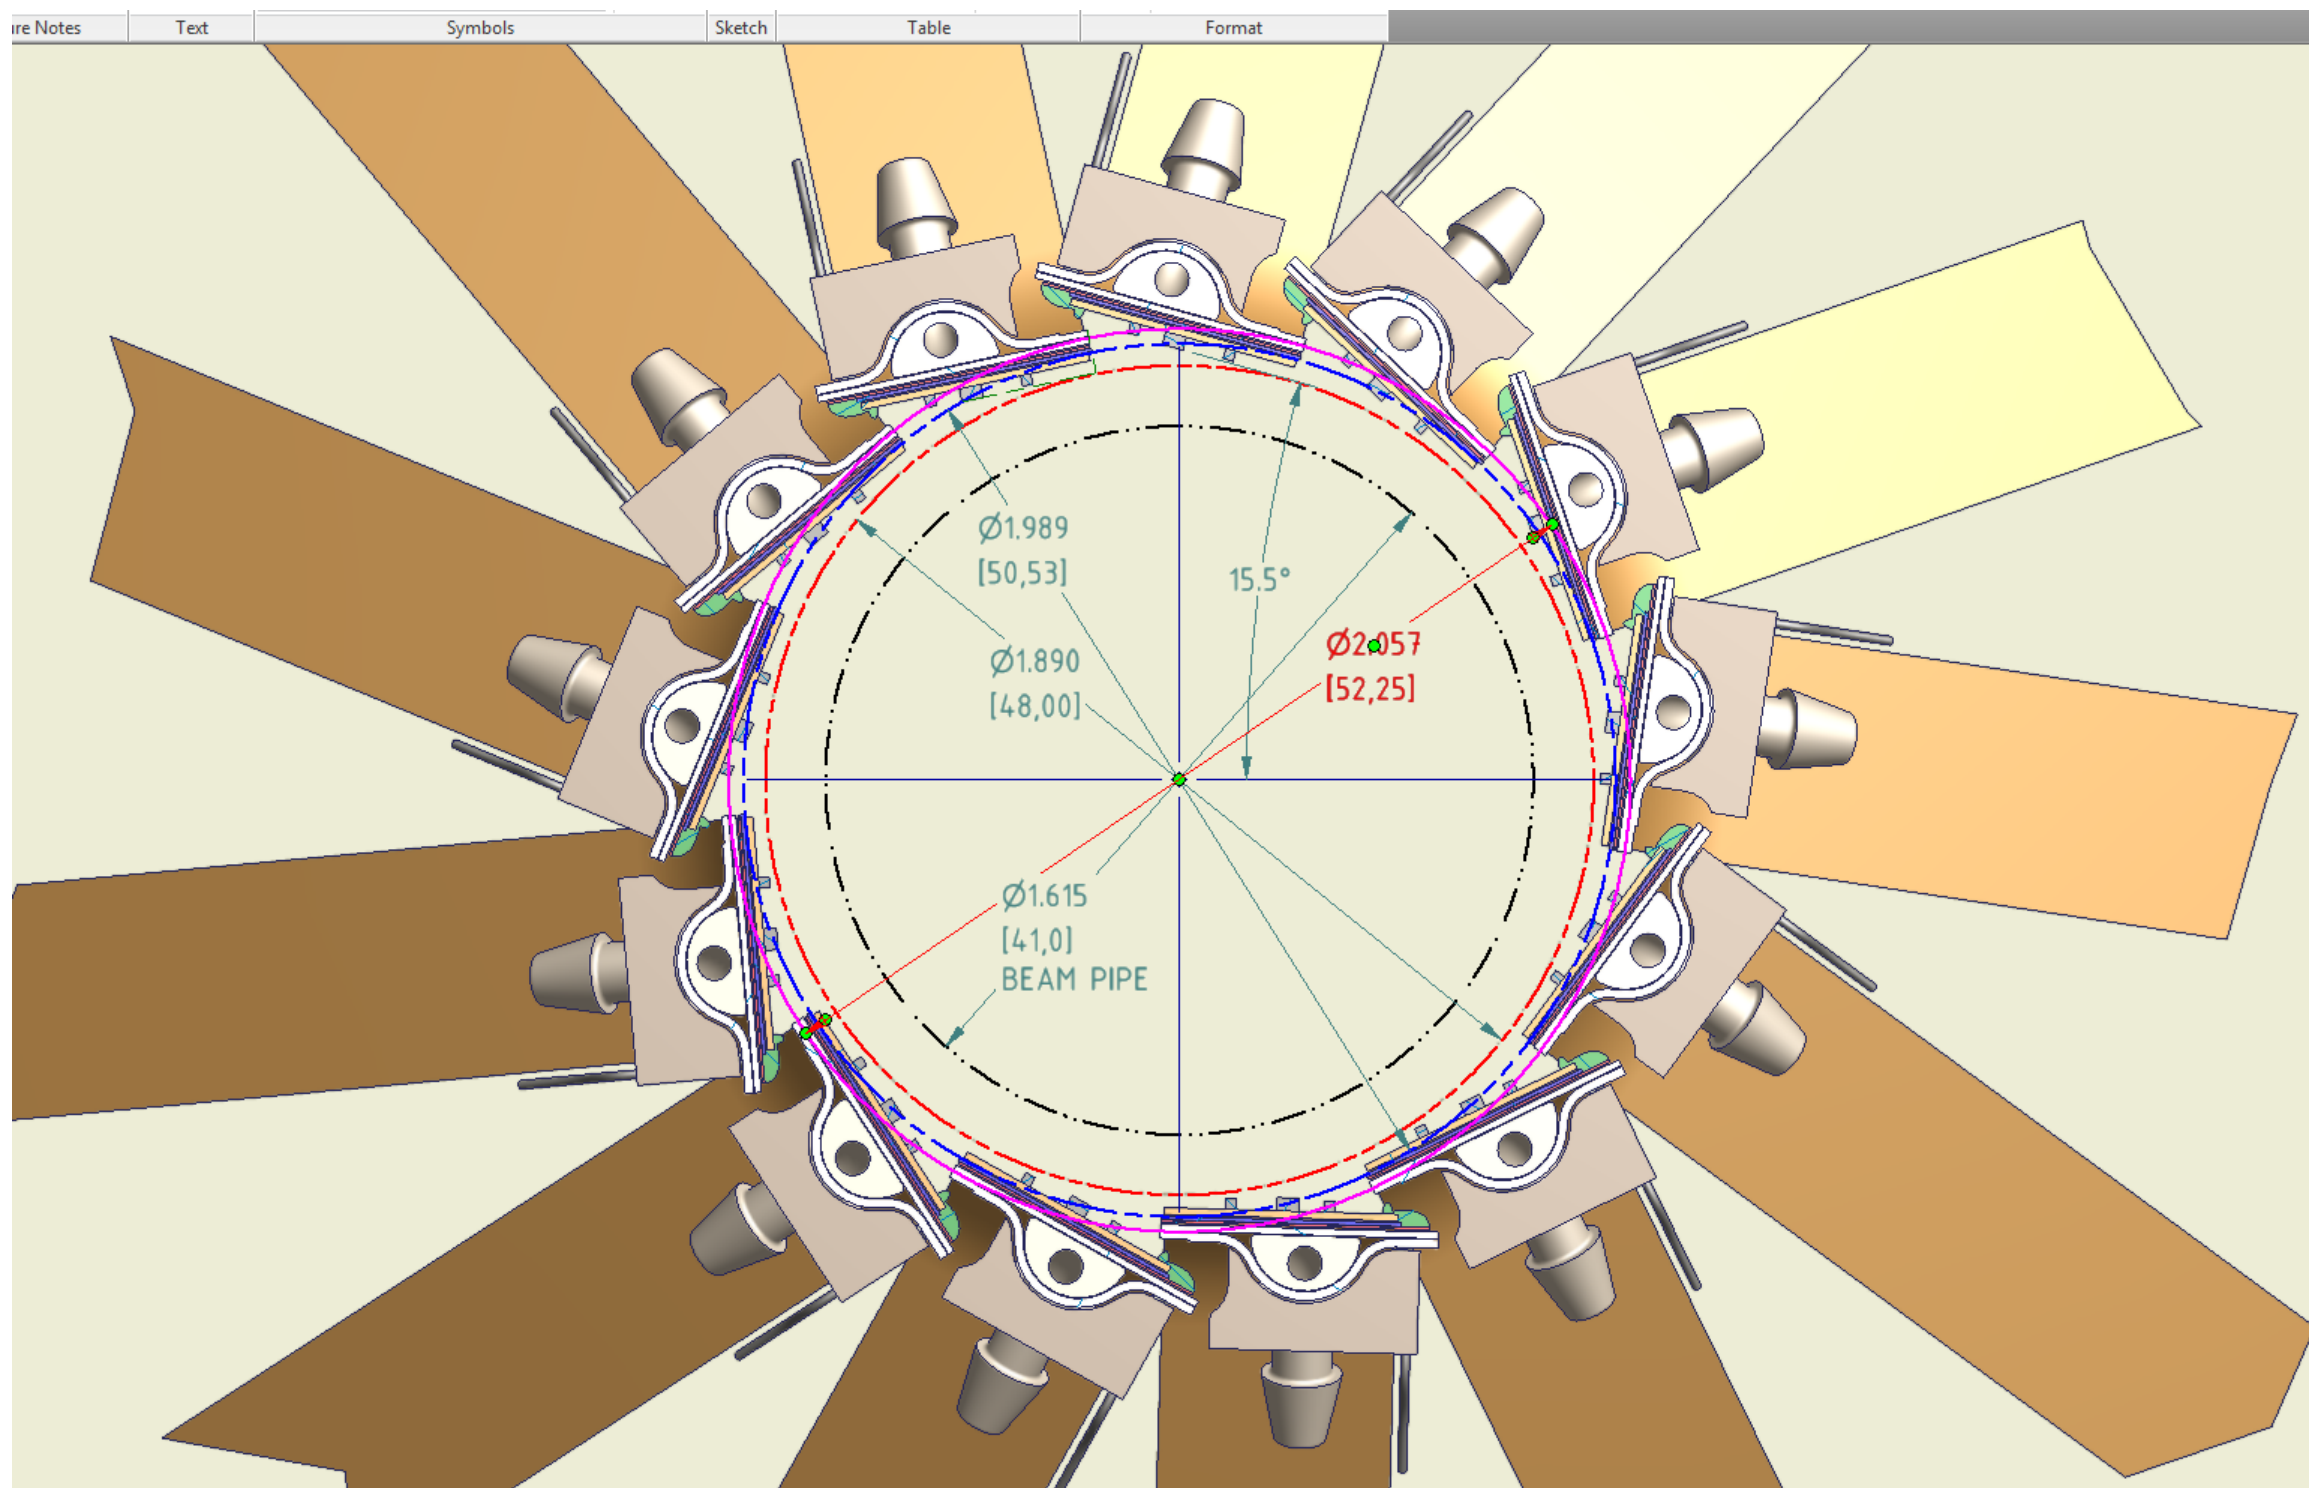 re Notes
Text
Symbols
Sketch
Table
Format
Ø1.989
[50,53]
15.5°
Ø1.890
[48,00]
Ø2.057
[52,25]
Ø1.615
[41,0]
BEAM PIPE